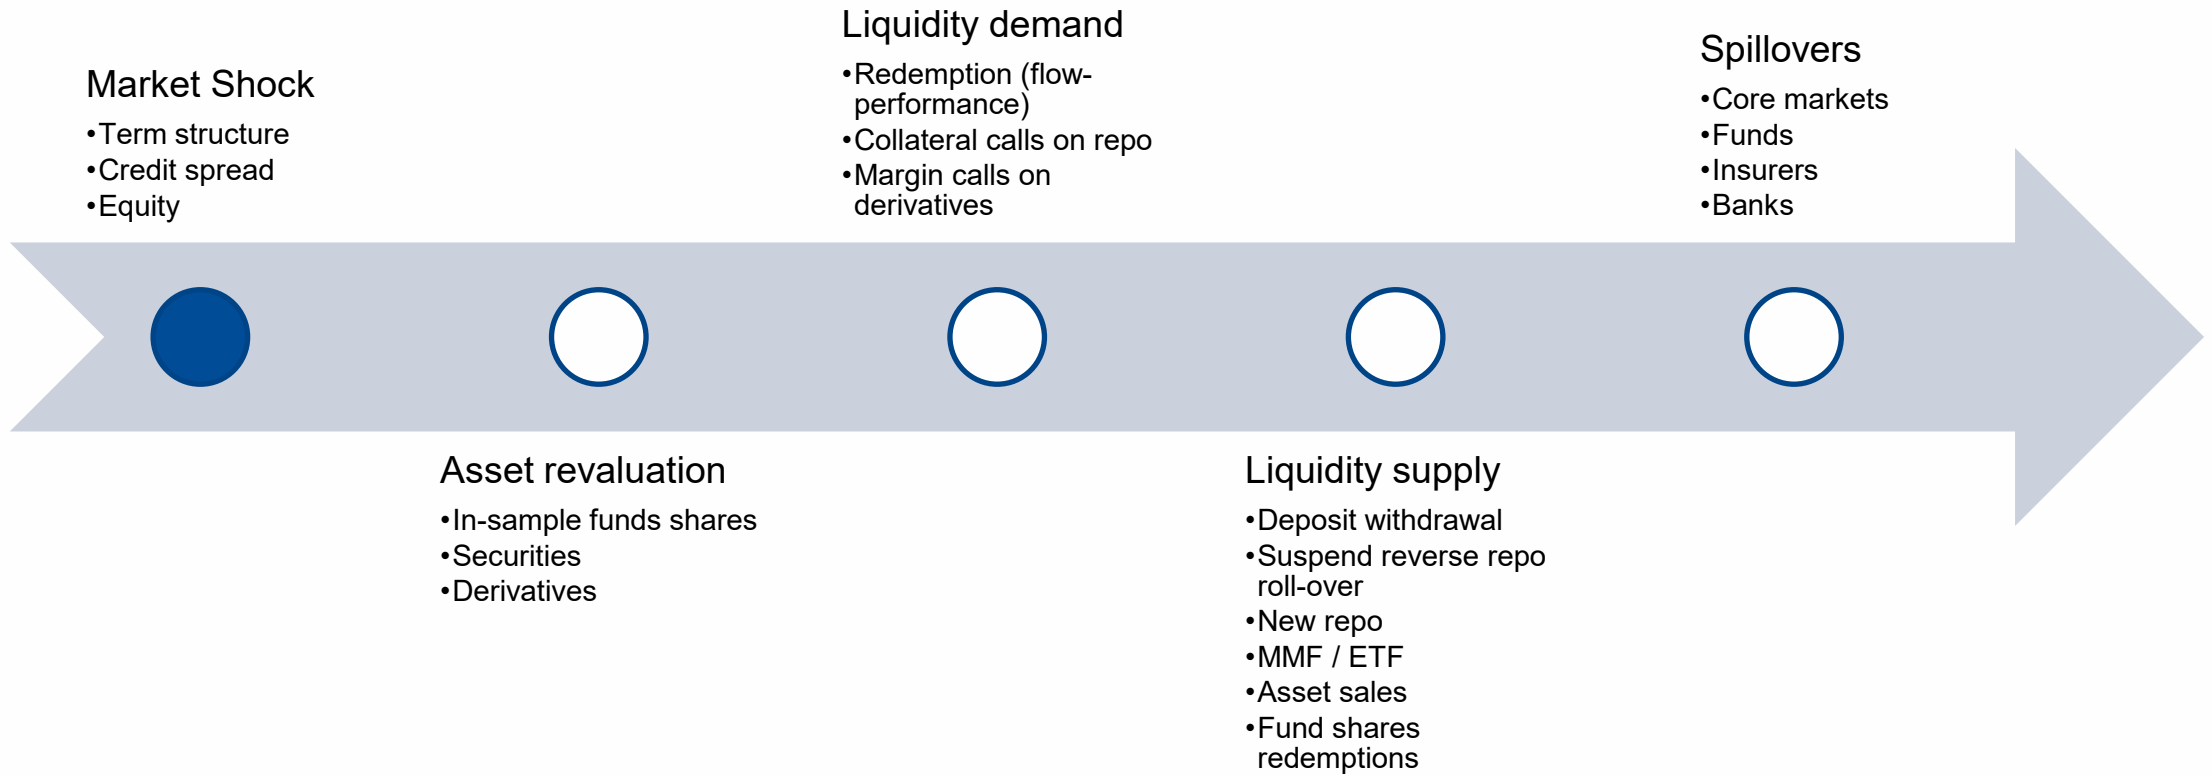 Market Shock
•Term structure
•Credit spread
•Equity
Asset revaluation
•In-sample funds shares
•Securities
•Derivatives
Liquidity demand
•Redemption (flow-
performance)
•Collateral calls on repo
•Margin calls on
derivatives
Liquidity supply
•Deposit withdrawal
•Suspend reverse repo
roll-over
•New repo
•MMF / ETF
•Asset sales
•Fund shares
redemptions
Spillovers
•Core markets
•Funds
•Insurers
•Banks